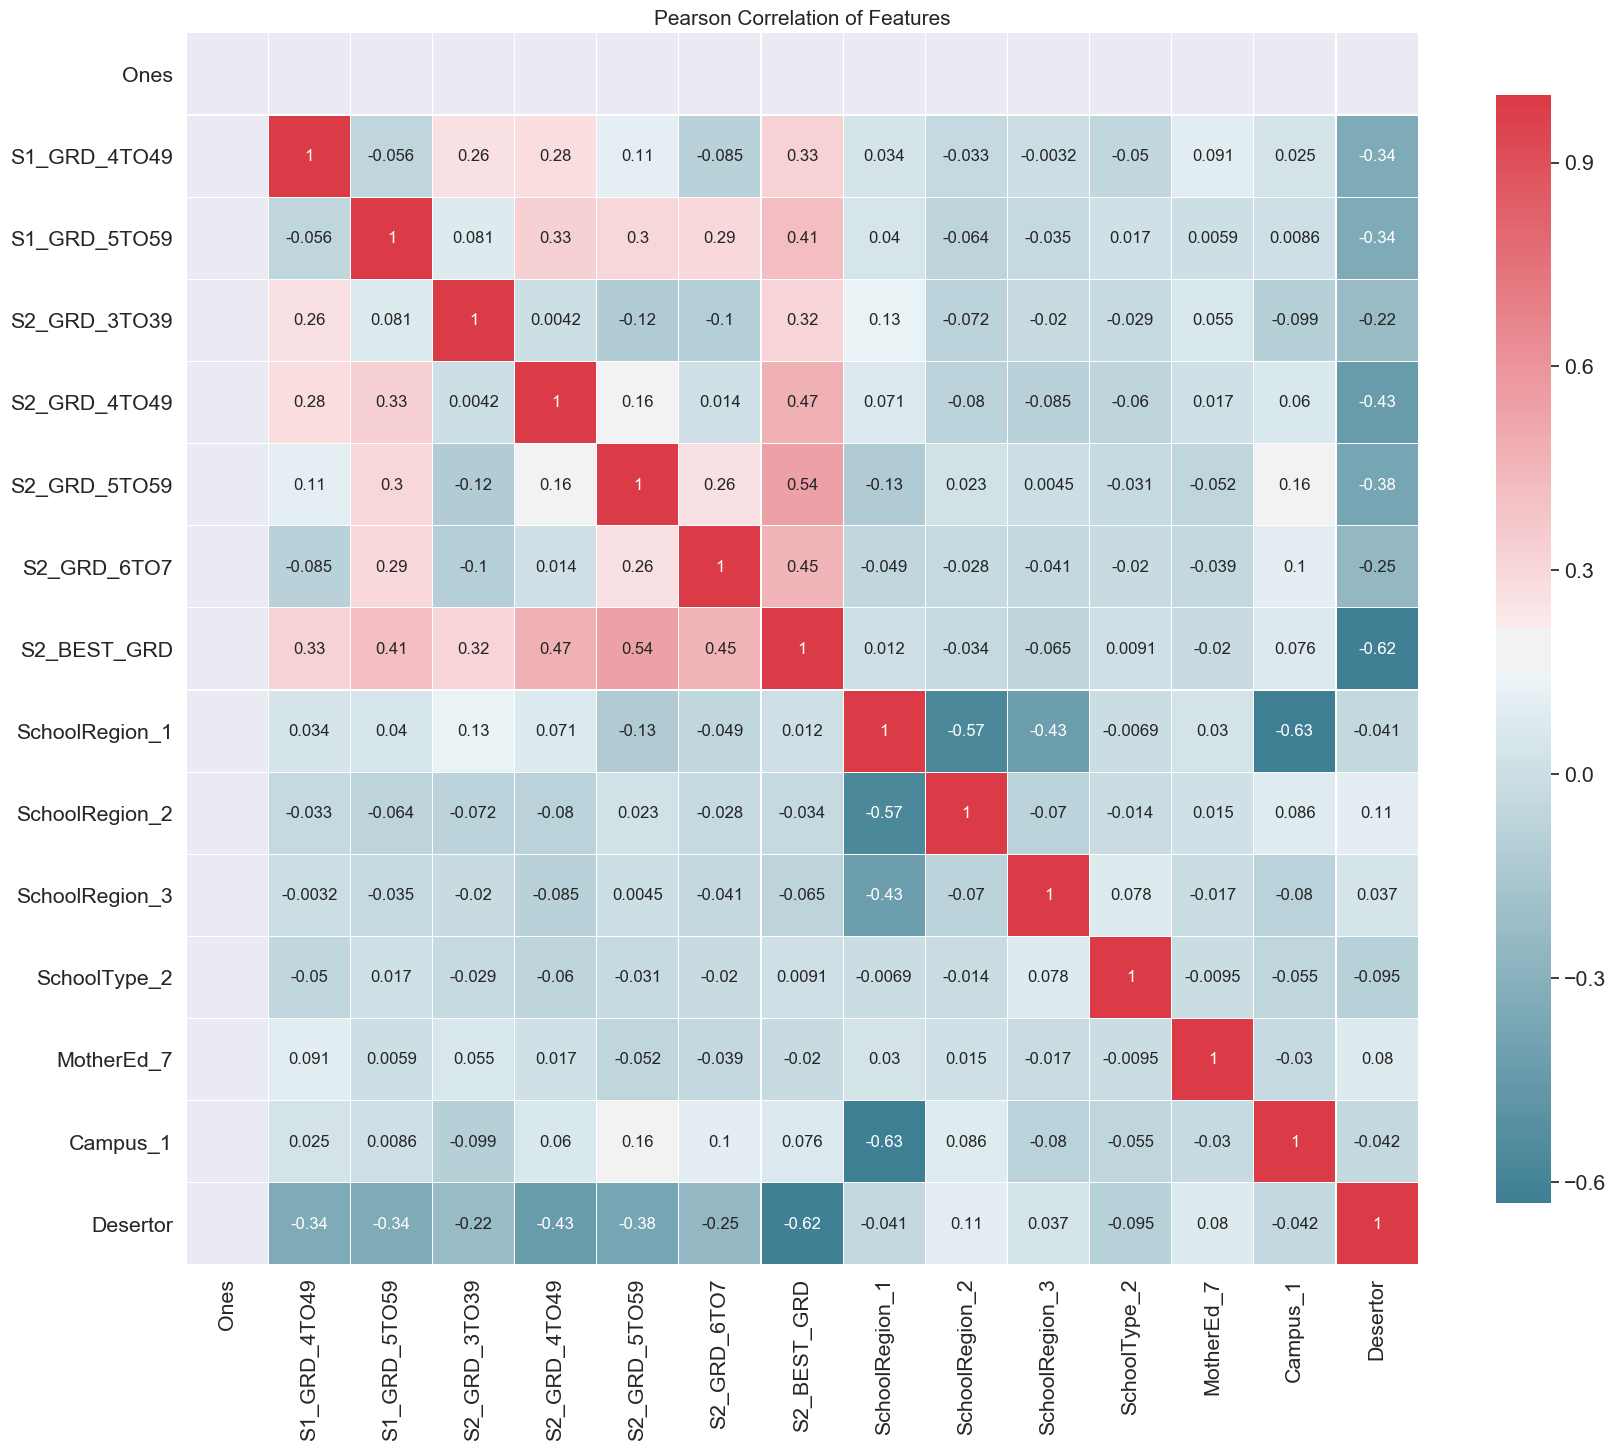 Pearson Correlation of Features
Ones
S1_GRD_4TO49 1 -0.056 0.26 0.28 0.11 -0.085 0.33 0.034 -0.033 -0.0032 -0.05 0.091 0.025 -0.34
S1_GRD_5TO59 -0.056 1 0.081 0.33 0.3 0.29 0.41 0.04 -0.064 -0.035 0.017 0.0059 0.0086 -0.34
S2_GRD_3TO39 0.26 0.081 1 0.0042 -0.12 -0.1 0.32 0.13 -0.072 -0.02 -0.029 0.055 -0.099 -0.22
S2_GRD_4TO49 0.28 0.33 0.0042 1 0.16 0.014 0.47 0.071 -0.08 -0.085 -0.06 0.017 0.06 -0.43
S2_GRD_5TO59 0.11 0.3 -0.12 0.16 1 0.26 0.54 -0.13 0.023 0.0045 -0.031 -0.052 0.16 -0.38
S2_GRD_6TO7 -0.085 0.29 -0.1 0.014 0.26 1 0.45 -0.049 -0.028 -0.041 -0.02 -0.039 0.1 -0.25
S2_BEST_GRD 0.33 0.41 0.32 0.47 0.54 0.45 1 0.012 -0.034 -0.065 0.0091 -0.02 0.076 -0.62
SchoolRegion_1 0.034 0.04 0.13 0.071 -0.13 -0.049 0.012 1 -0.57 -0.43 -0.0069 0.03 -0.63 -0.041
SchoolRegion_2 -0.033 -0.064 -0.072 -0.08 0.023 -0.028 -0.034 -0.57 1 -0.07 -0.014 0.015 0.086 0.11
SchoolRegion_3 -0.0032 -0.035 -0.02 -0.085 0.0045 -0.041 -0.065 -0.43 -0.07 1 0.078 -0.017 -0.08 0.037
SchoolType_2 -0.05 0.017 -0.029 -0.06 -0.031 -0.02 0.0091 -0.0069 -0.014 0.078 1 -0.0095 -0.055 -0.095
MotherEd_7 0.091 0.0059 0.055 0.017 -0.052 -0.039 -0.02 0.03 0.015 -0.017 -0.0095 1 -0.03 0.08
Campus_1 0.025 0.0086 -0.099 0.06 0.16 0.1 0.076 -0.63 0.086 -0.08 -0.055 -0.03 1 -0.042
Desertor -0.34 -0.34 -0.22 -0.43 -0.38 -0.25 -0.62 -0.041 0.11 0.037 -0.095 0.08 -0.042 1
Ones
S1_GRD_4TO49
S1_GRD_5TO59
S2_GRD_3TO39
S2_GRD_4TO49
S2_GRD_5TO59
S2_GRD_6TO7
S2_BEST_GRD
SchoolRegion_1
SchoolRegion_2
SchoolRegion_3
SchoolType_2
MotherEd_7
Campus_1
Desertor
0.9
0.6
0.3
0.0
−0.3
−0.6